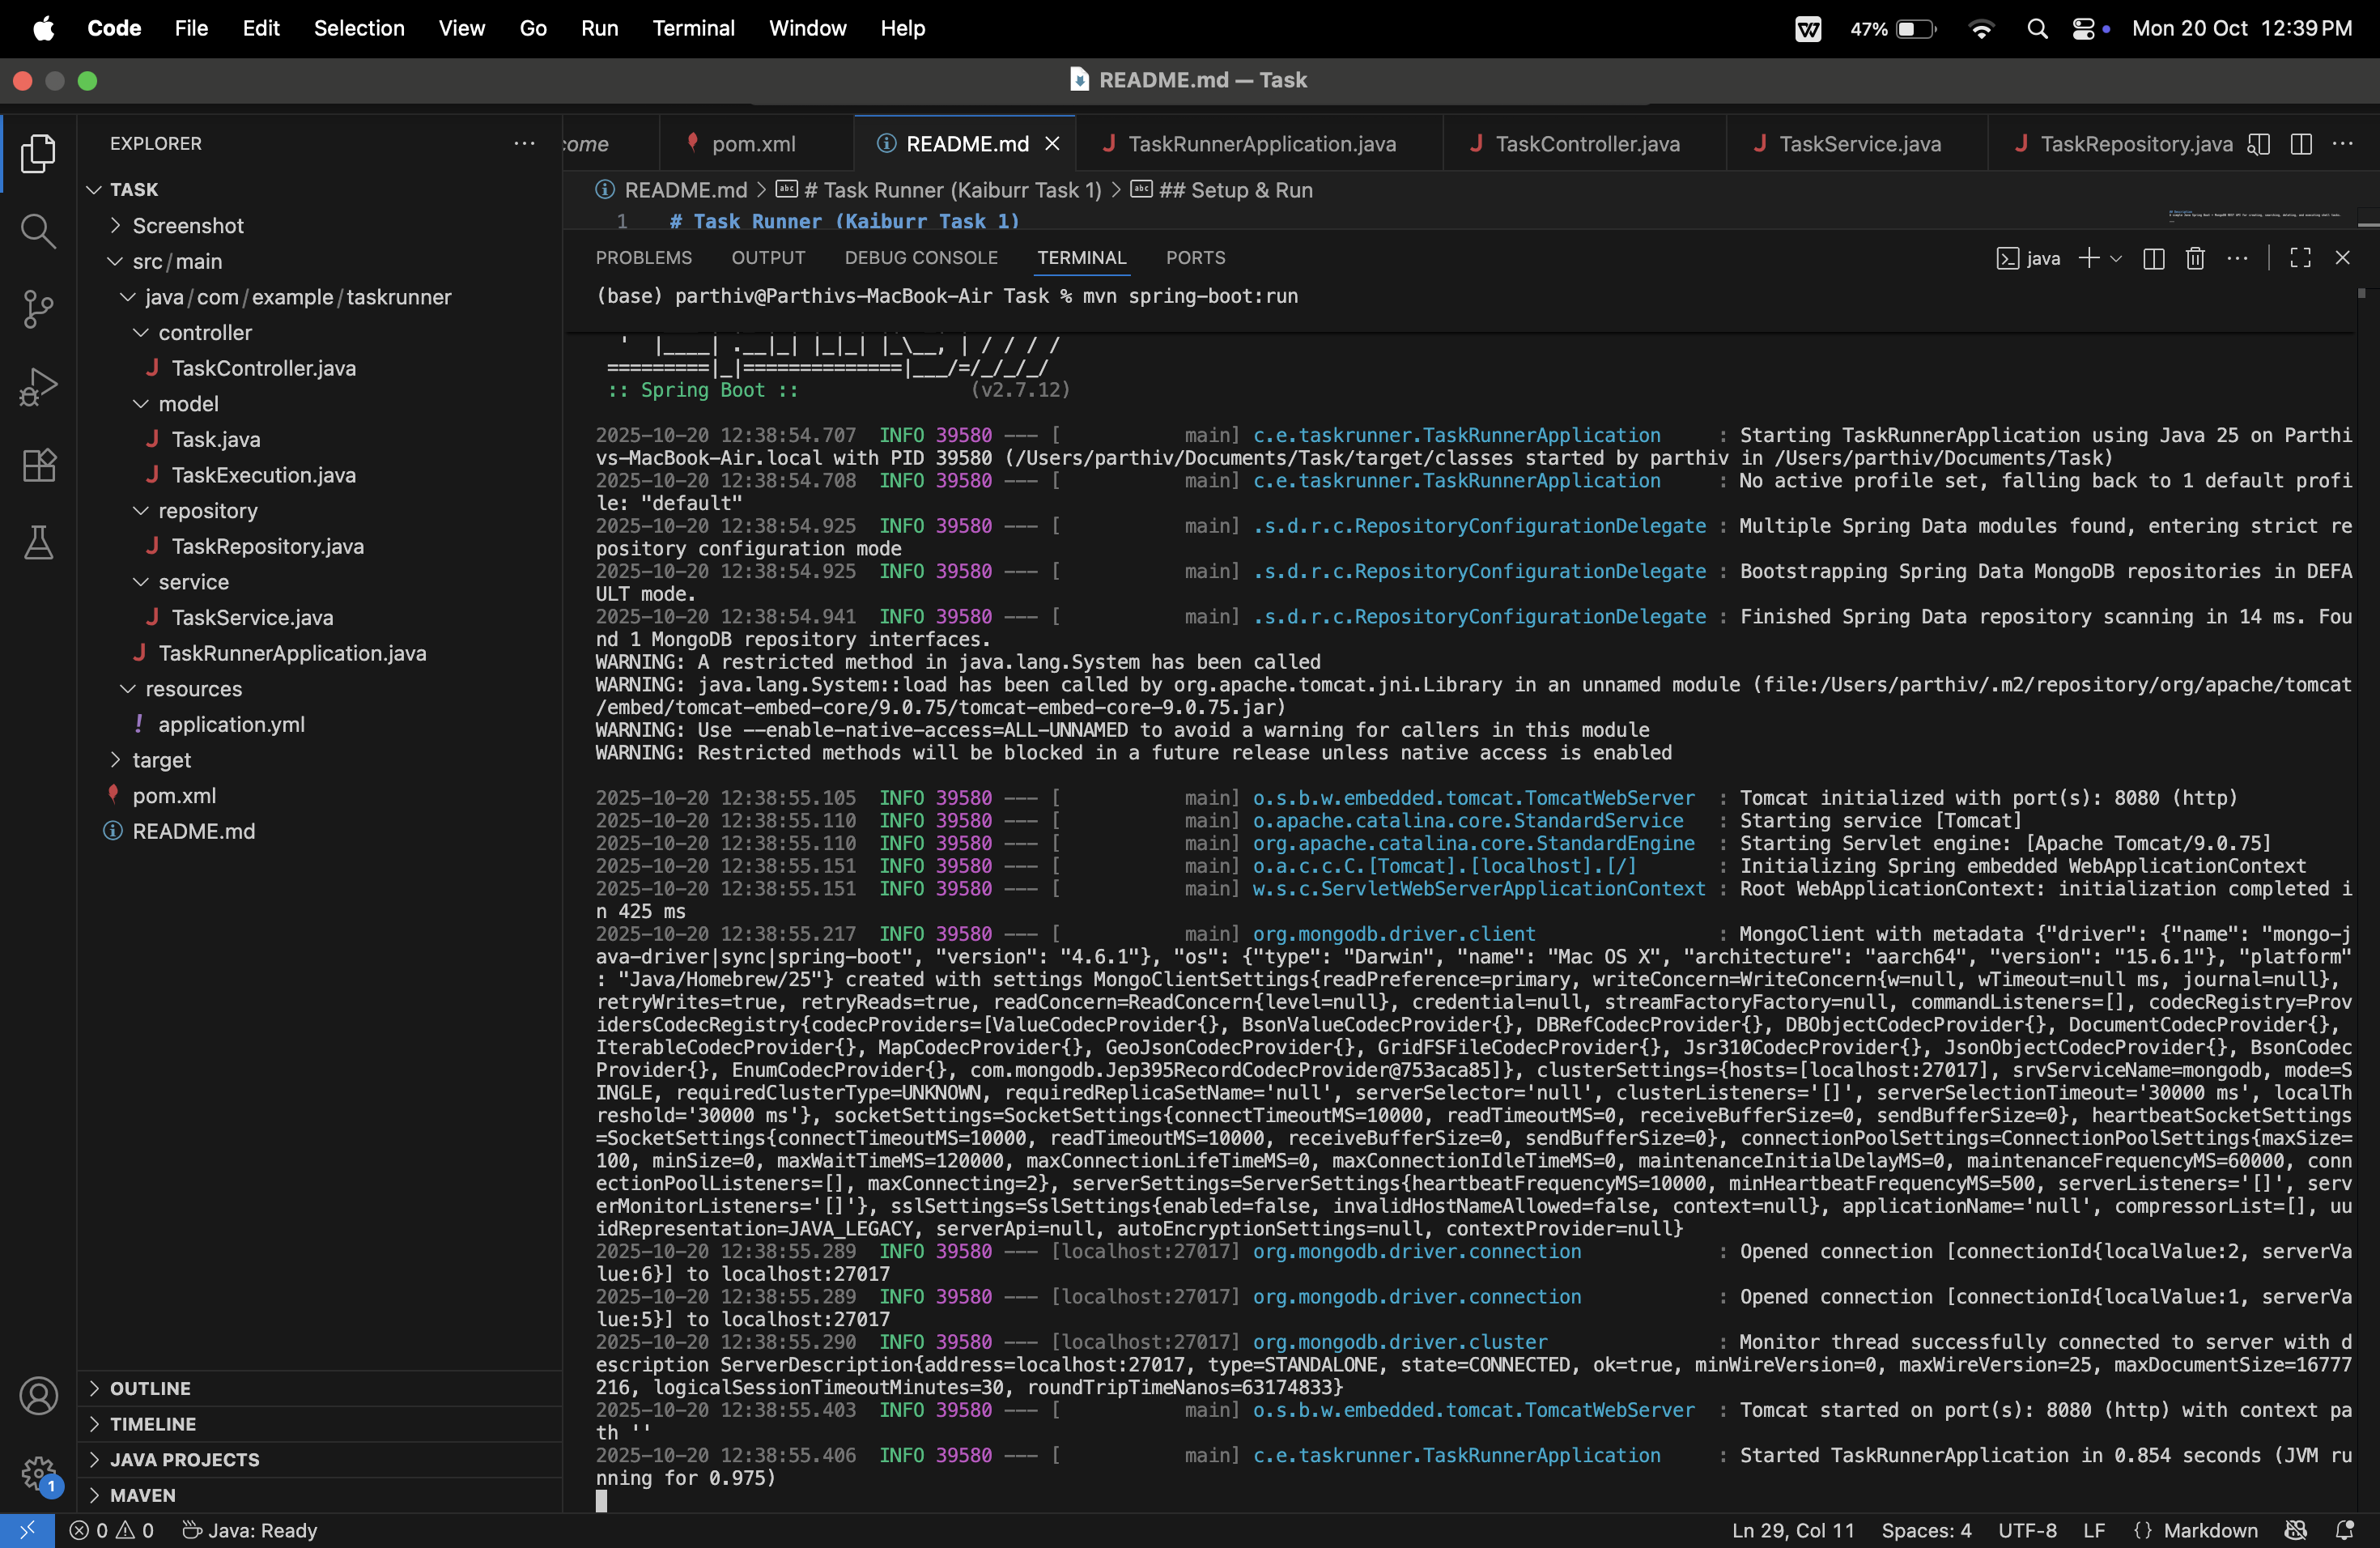 Code File Edit Selection View Go Run Terminal Window Help 47% Mon 20 Oct 12:39 PM
README.md — Task
EXPLORER
come pom.xml README.md TaskRunnerApplication.java TaskController.java TaskService.java TaskRepository.java
README.md > # Task Runner (Kaiburr Task 1) > ## Setup & Run
1 # Task Runner (Kaiburr Task 1)
TASK
Screenshot
src/main
java/com/example/taskrunner
controller
TaskController.java
model
Task.java
TaskExecution.java
repository
TaskRepository.java
service
TaskService.java
TaskRunnerApplication.java
resources
application.yml
target
pom.xml
README.md
OUTLINE
TIMELINE
JAVA PROJECTS
MAVEN
PROBLEMS OUTPUT DEBUG CONSOLE TERMINAL PORTS java
(base) parthiv@Parthivs-MacBook-Air Task % mvn spring-boot:run
  '  |____| .__|_| |_|_| |_\__, | / / / /
 =========|_|==============|___/=/_/_/_/
 :: Spring Boot ::               (v2.7.12)
2025-10-20 12:38:54.707  INFO 39580 --- [           main] c.e.taskrunner.TaskRunnerApplication     : Starting TaskRunnerApplication using Java 25 on Parthi
vs-MacBook-Air.local with PID 39580 (/Users/parthiv/Documents/Task/target/classes started by parthiv in /Users/parthiv/Documents/Task)
2025-10-20 12:38:54.708  INFO 39580 --- [           main] c.e.taskrunner.TaskRunnerApplication     : No active profile set, falling back to 1 default profi
le: "default"
2025-10-20 12:38:54.925  INFO 39580 --- [           main] .s.d.r.c.RepositoryConfigurationDelegate : Multiple Spring Data modules found, entering strict re
pository configuration mode
2025-10-20 12:38:54.925  INFO 39580 --- [           main] .s.d.r.c.RepositoryConfigurationDelegate : Bootstrapping Spring Data MongoDB repositories in DEFA
ULT mode.
2025-10-20 12:38:54.941  INFO 39580 --- [           main] .s.d.r.c.RepositoryConfigurationDelegate : Finished Spring Data repository scanning in 14 ms. Fou
nd 1 MongoDB repository interfaces.
WARNING: A restricted method in java.lang.System has been called
WARNING: java.lang.System::load has been called by org.apache.tomcat.jni.Library in an unnamed module (file:/Users/parthiv/.m2/repository/org/apache/tomcat
/embed/tomcat-embed-core/9.0.75/tomcat-embed-core-9.0.75.jar)
WARNING: Use --enable-native-access=ALL-UNNAMED to avoid a warning for callers in this module
WARNING: Restricted methods will be blocked in a future release unless native access is enabled
2025-10-20 12:38:55.105  INFO 39580 --- [           main] o.s.b.w.embedded.tomcat.TomcatWebServer  : Tomcat initialized with port(s): 8080 (http)
2025-10-20 12:38:55.110  INFO 39580 --- [           main] o.apache.catalina.core.StandardService   : Starting service [Tomcat]
2025-10-20 12:38:55.110  INFO 39580 --- [           main] org.apache.catalina.core.StandardEngine  : Starting Servlet engine: [Apache Tomcat/9.0.75]
2025-10-20 12:38:55.151  INFO 39580 --- [           main] o.a.c.c.C.[Tomcat].[localhost].[/]       : Initializing Spring embedded WebApplicationContext
2025-10-20 12:38:55.151  INFO 39580 --- [           main] w.s.c.ServletWebServerApplicationContext : Root WebApplicationContext: initialization completed i
n 425 ms
2025-10-20 12:38:55.217  INFO 39580 --- [           main] org.mongodb.driver.client                : MongoClient with metadata {"driver": {"name": "mongo-j
ava-driver|sync|spring-boot", "version": "4.6.1"}, "os": {"type": "Darwin", "name": "Mac OS X", "architecture": "aarch64", "version": "15.6.1"}, "platform"
: "Java/Homebrew/25"} created with settings MongoClientSettings{readPreference=primary, writeConcern=WriteConcern{w=null, wTimeout=null ms, journal=null},
retryWrites=true, retryReads=true, readConcern=ReadConcern{level=null}, credential=null, streamFactoryFactory=null, commandListeners=[], codecRegistry=Prov
idersCodecRegistry{codecProviders=[ValueCodecProvider{}, BsonValueCodecProvider{}, DBRefCodecProvider{}, DBObjectCodecProvider{}, DocumentCodecProvider{},
IterableCodecProvider{}, MapCodecProvider{}, GeoJsonCodecProvider{}, GridFSFileCodecProvider{}, Jsr310CodecProvider{}, JsonObjectCodecProvider{}, BsonCodec
Provider{}, EnumCodecProvider{}, com.mongodb.Jep395RecordCodecProvider@753aca85]}, clusterSettings={hosts=[localhost:27017], srvServiceName=mongodb, mode=S
INGLE, requiredClusterType=UNKNOWN, requiredReplicaSetName='null', serverSelector='null', clusterListeners='[]', serverSelectionTimeout='30000 ms', localTh
reshold='30000 ms'}, socketSettings=SocketSettings{connectTimeoutMS=10000, readTimeoutMS=0, receiveBufferSize=0, sendBufferSize=0}, heartbeatSocketSettings
=SocketSettings{connectTimeoutMS=10000, readTimeoutMS=10000, receiveBufferSize=0, sendBufferSize=0}, connectionPoolSettings=ConnectionPoolSettings{maxSize=
100, minSize=0, maxWaitTimeMS=120000, maxConnectionLifeTimeMS=0, maxConnectionIdleTimeMS=0, maintenanceInitialDelayMS=0, maintenanceFrequencyMS=60000, conn
ectionPoolListeners=[], maxConnecting=2}, serverSettings=ServerSettings{heartbeatFrequencyMS=10000, minHeartbeatFrequencyMS=500, serverListeners='[]', serv
erMonitorListeners='[]'}, sslSettings=SslSettings{enabled=false, invalidHostNameAllowed=false, context=null}, applicationName='null', compressorList=[], uu
idRepresentation=JAVA_LEGACY, serverApi=null, autoEncryptionSettings=null, contextProvider=null}
2025-10-20 12:38:55.289  INFO 39580 --- [localhost:27017] org.mongodb.driver.connection            : Opened connection [connectionId{localValue:2, serverVa
lue:6}] to localhost:27017
2025-10-20 12:38:55.289  INFO 39580 --- [localhost:27017] org.mongodb.driver.connection            : Opened connection [connectionId{localValue:1, serverVa
lue:5}] to localhost:27017
2025-10-20 12:38:55.290  INFO 39580 --- [localhost:27017] org.mongodb.driver.cluster               : Monitor thread successfully connected to server with d
escription ServerDescription{address=localhost:27017, type=STANDALONE, state=CONNECTED, ok=true, minWireVersion=0, maxWireVersion=25, maxDocumentSize=16777
216, logicalSessionTimeoutMinutes=30, roundTripTimeNanos=63174833}
2025-10-20 12:38:55.403  INFO 39580 --- [           main] o.s.b.w.embedded.tomcat.TomcatWebServer  : Tomcat started on port(s): 8080 (http) with context pa
th ''
2025-10-20 12:38:55.406  INFO 39580 --- [           main] c.e.taskrunner.TaskRunnerApplication     : Started TaskRunnerApplication in 0.854 seconds (JVM ru
nning for 0.975)
1
0 0 Java: Ready Ln 29, Col 11 Spaces: 4 UTF-8 LF {} Markdown